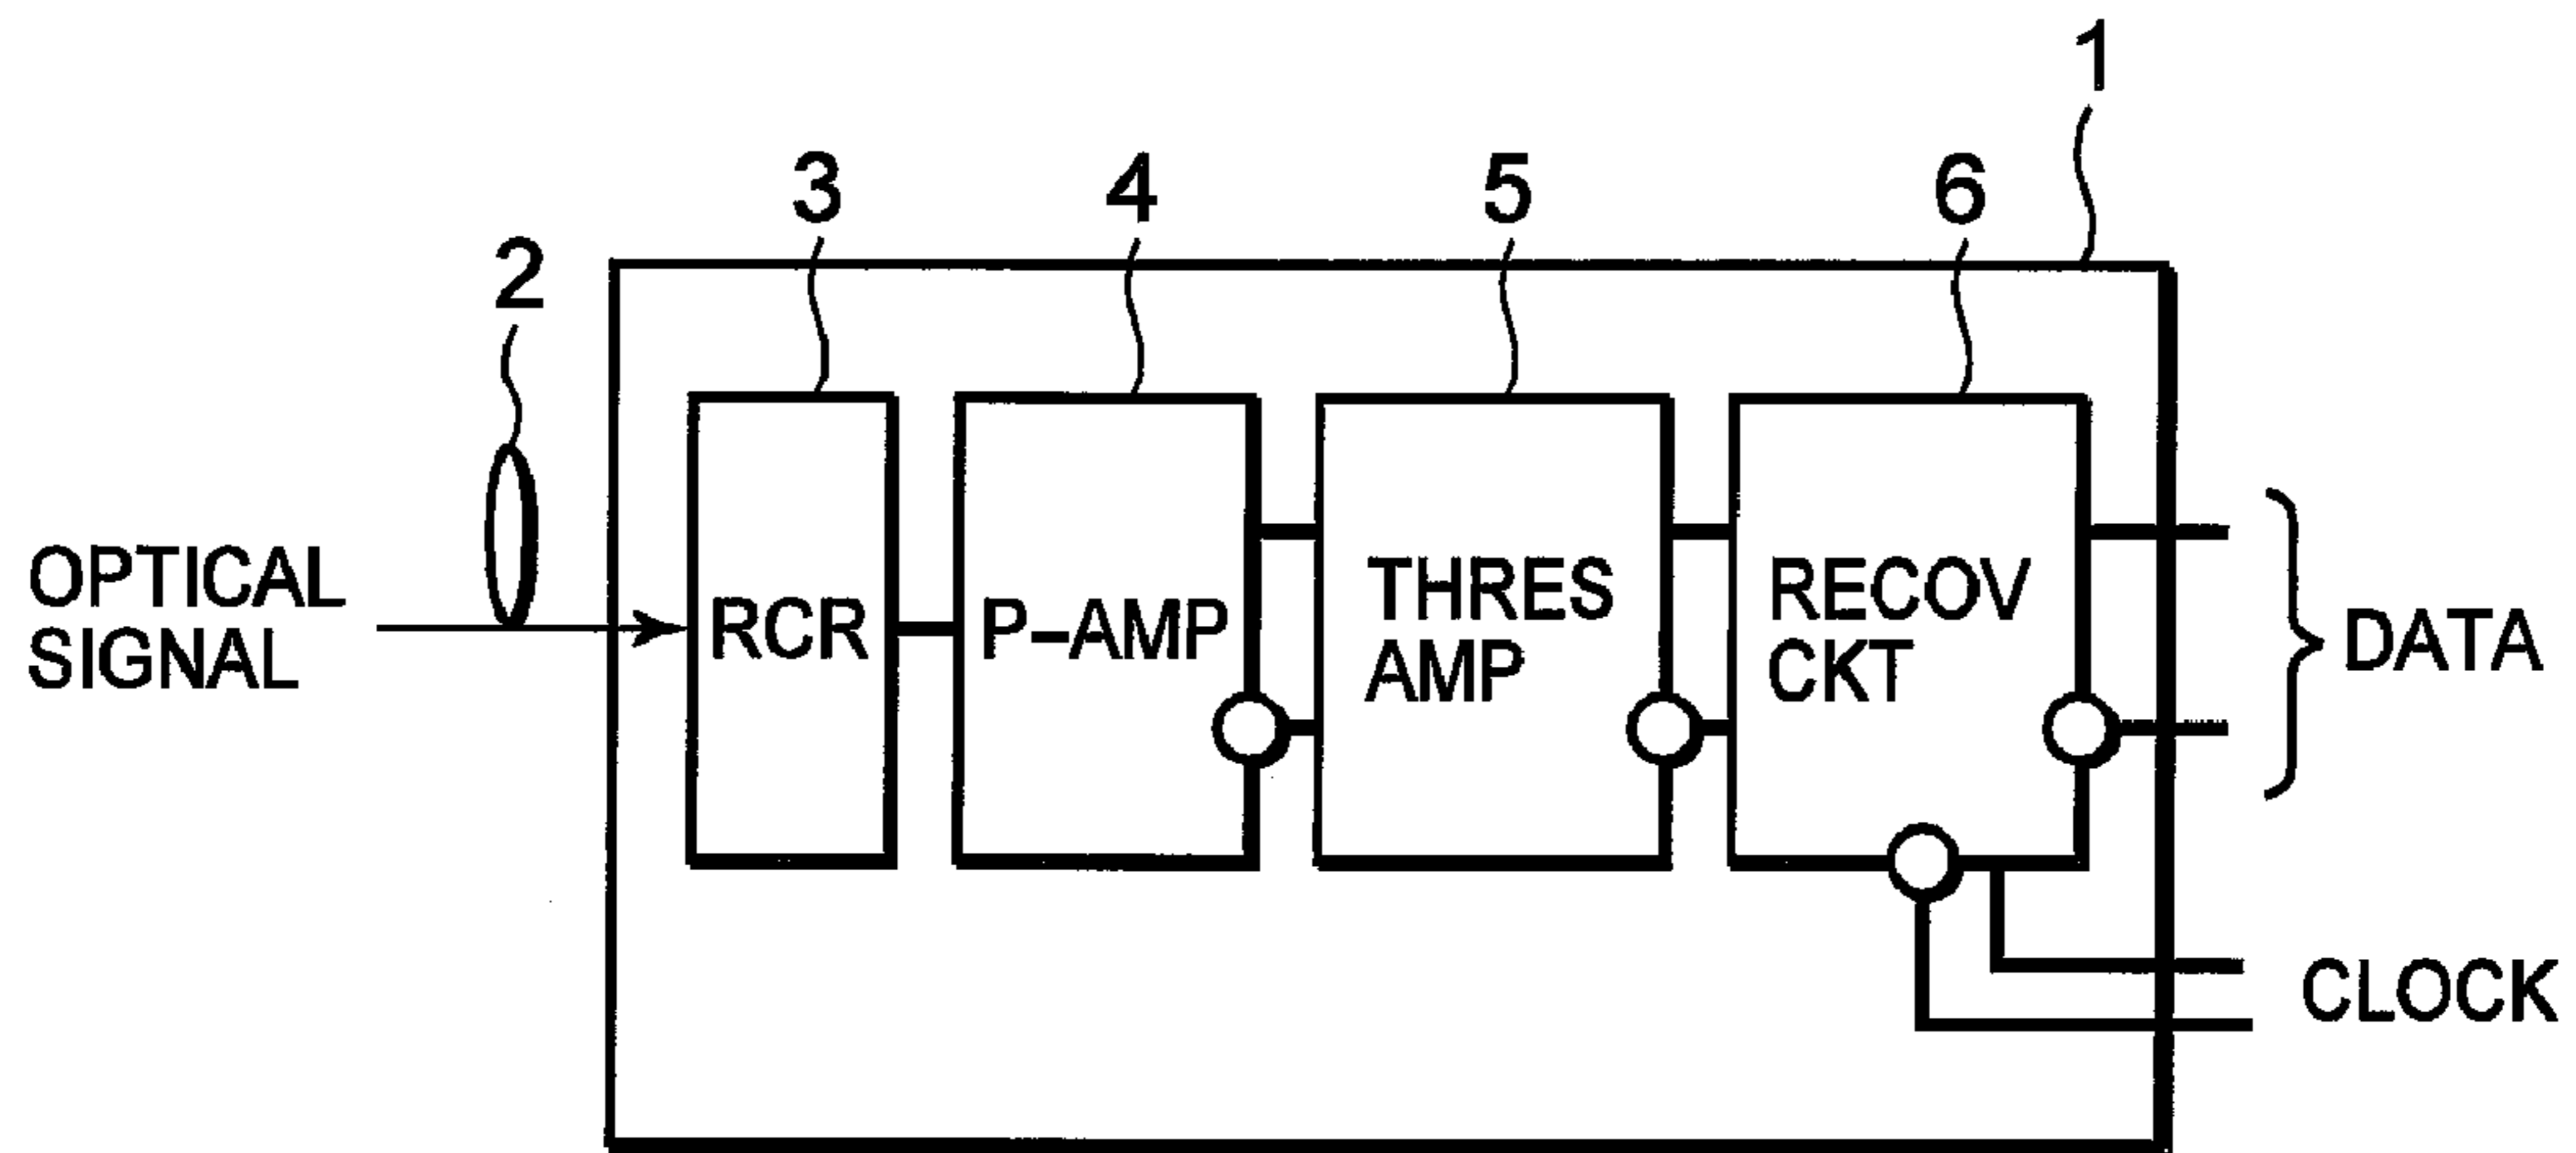 1
3
4
5
6
2
OPTICAL
SIGNAL
RCR
P-AMP
THRES
AMP
RECOV
CKT
DATA
CLOCK